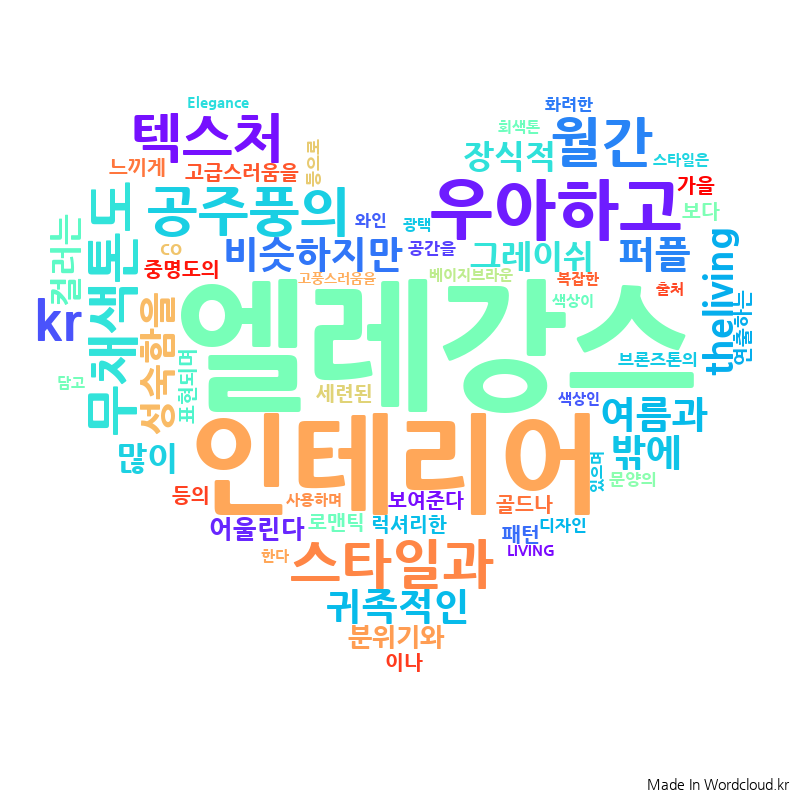 Elegance
화려한
텍스처
월간
회색톤
장식적
스타일은
느끼게
고급스러움을
등으로
우아하고
가을
무채색톤도
공주풍의
와인
광택
보다
컬러는
co
비슷하지만
공간을
그레이쉬
퍼플
theliving
중명도의
고풍스러움을
베이지브라운
복잡한
출처
연출하는
kr
성숙함을
엘레강스
색상이
표현되며
브론즈톤의
담고
세련된
색상인
인테리어
여름과
많이
밖에
있으며
문양의
등의
사용하며
보여준다
골드나
어울린다
로맨틱
럭셔리한
패턴
디자인
한다
스타일과
LIVING
귀족적인
분위기와
이나
Made In Wordcloud.kr